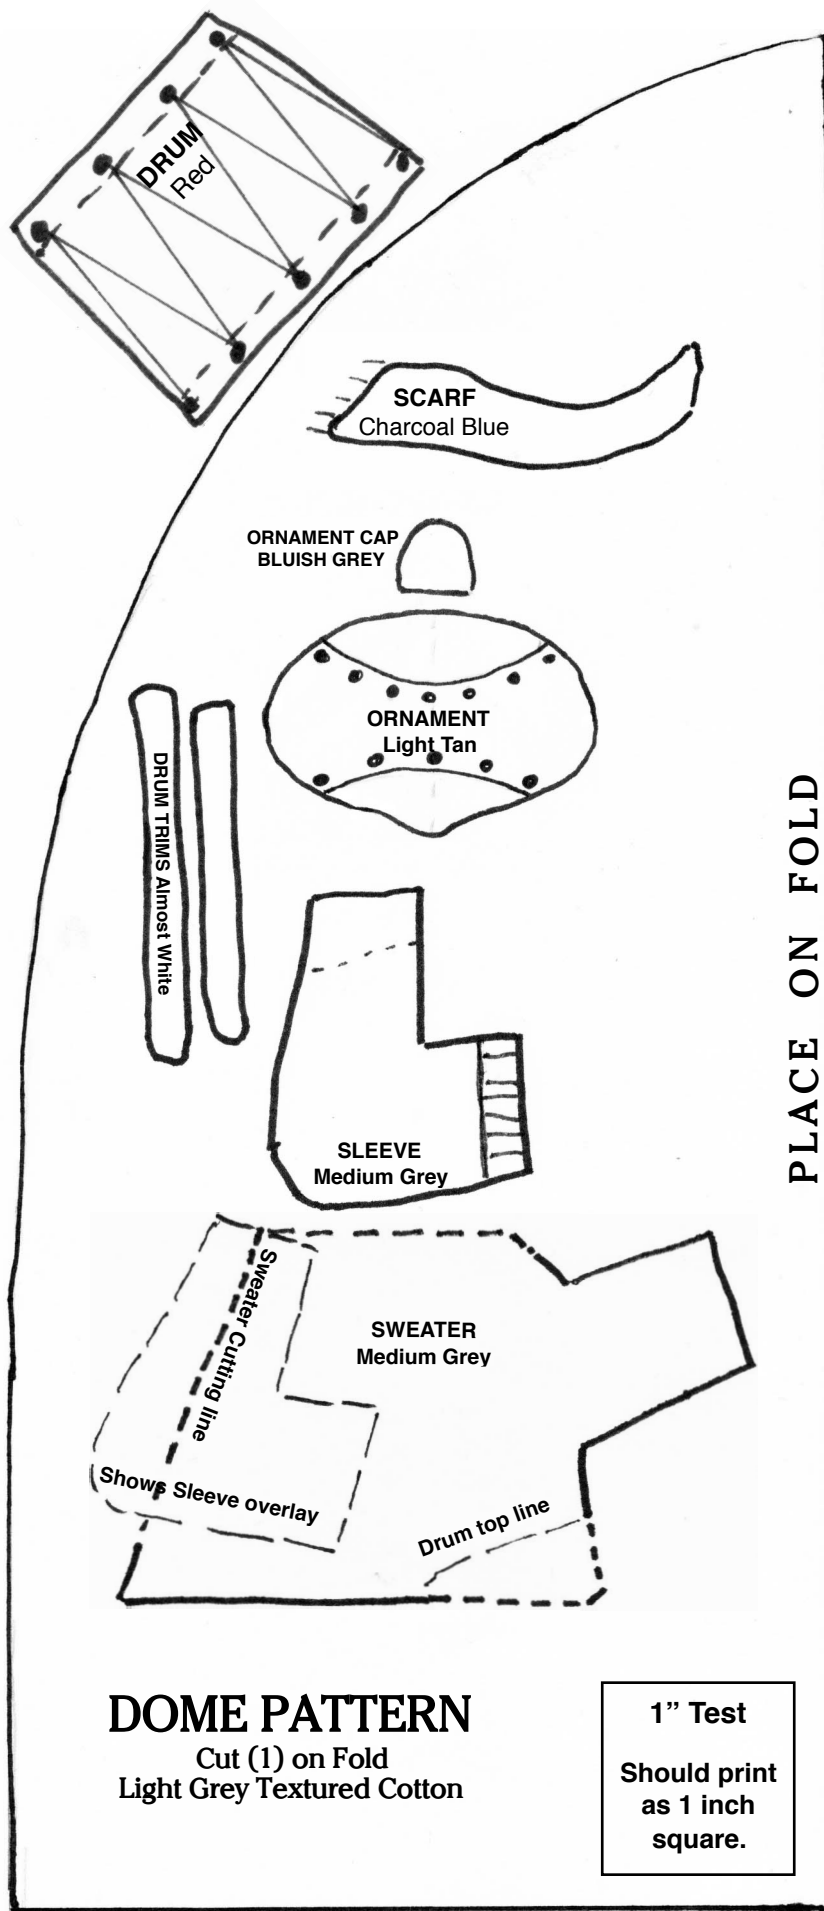 DRUM
Red
SCARF
Charcoal Blue
ORNAMENT CAP
BLUISH GREY
ORNAMENT
Light Tan
DRUM TRIMS Almost White
PLACE ON FOLD
SLEEVE
Medium Grey
Sweater Cutting line
SWEATER
Medium Grey
Shows Sleeve overlay
Drum top line
DOME PATTERN
Cut (1) on Fold
Light Grey Textured Cotton
1” Test
Should print
as 1 inch
square.